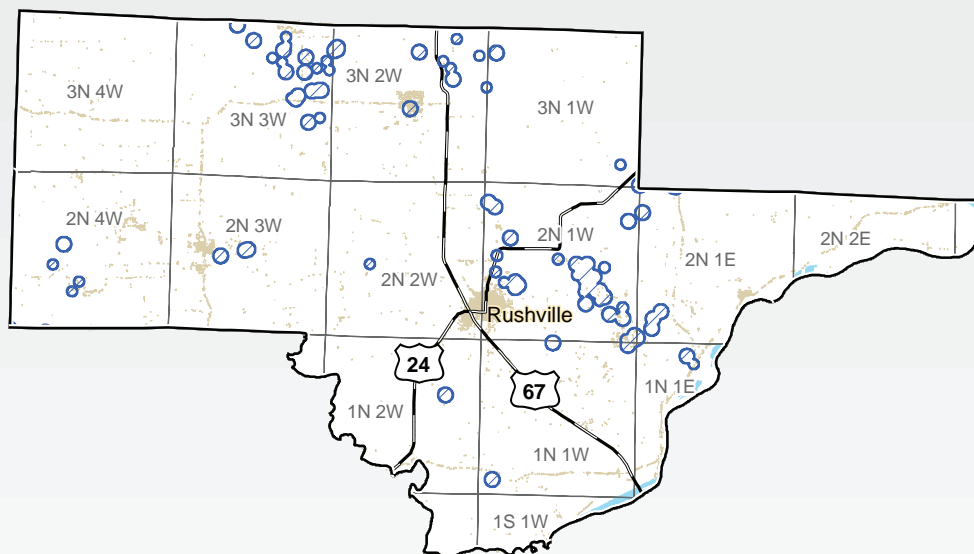 3N 4W
3N 3W
3N 2W
3N 1W
2N 4W
2N 3W
2N 2W
2N 1W
2N 1E
2N 2E
Rushville
24
67
1N 2W
1N 1W
1N 1E
1S 1W